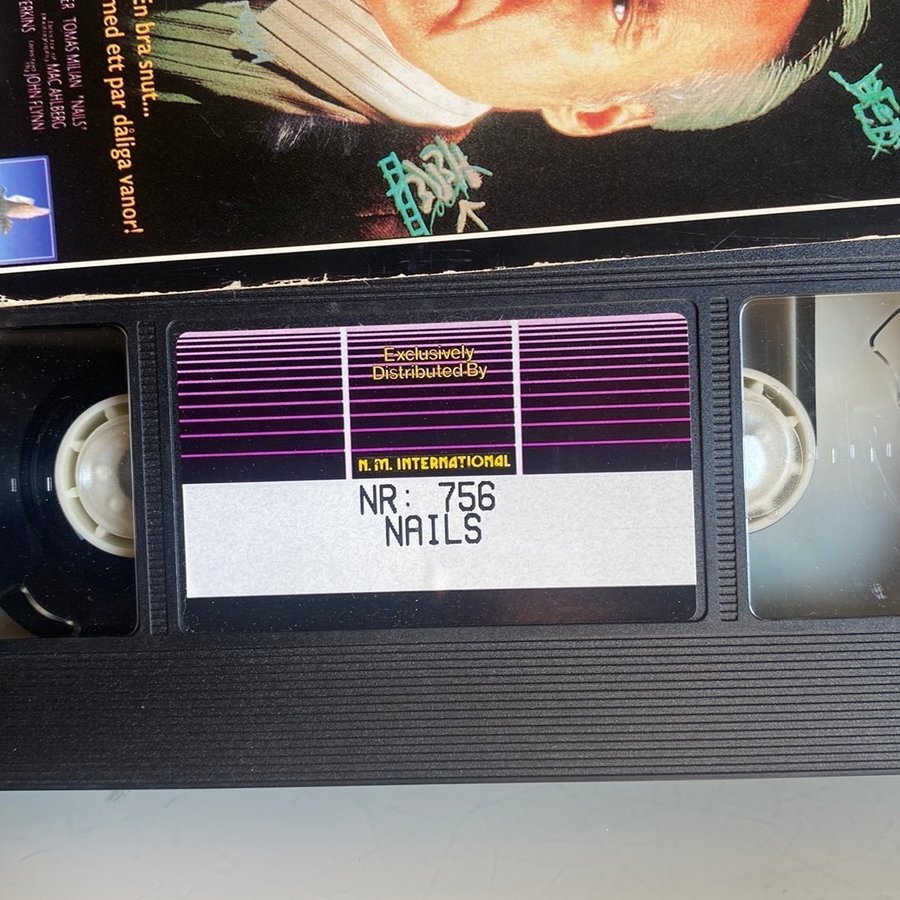 En bra snut...
med ett par dåliga vanor!
TOMAS MILIAN "NAILS"
MAC AHLBERG
JOHN FLYNN
Exclusively
Distributed By
N.M. INTERNATIONAL
NR: 756
NAILS